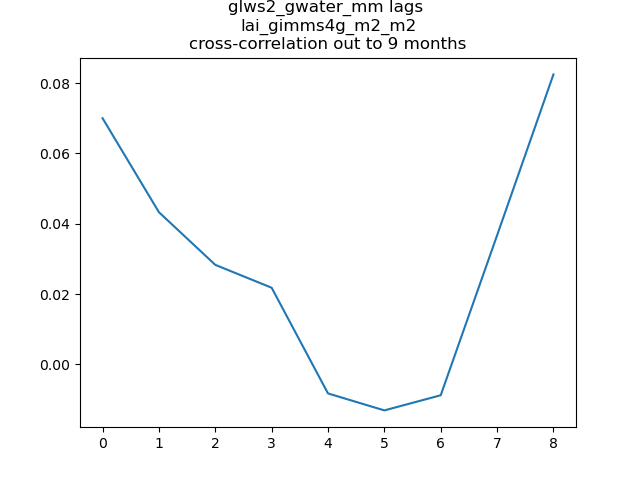 glws2_gwater_mm lags
lai_gimms4g_m2_m2
cross-correlation out to 9 months
0.08
0.06
0.04
0.02
0.00
0 1 2 3 4 5 6 7 8